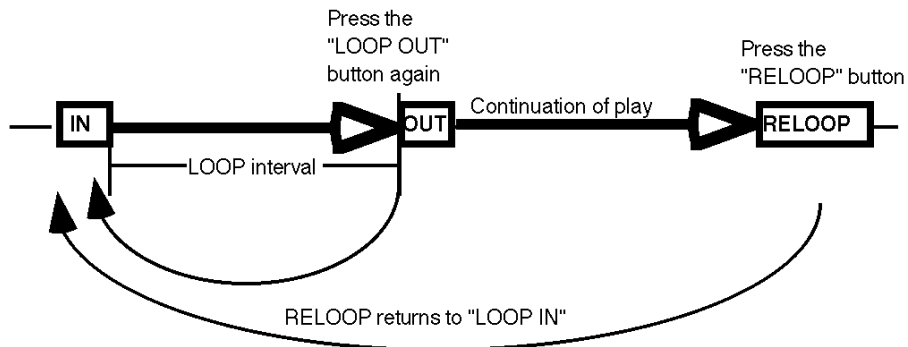 Press the
"LOOP OUT"
button again
Press the
"RELOOP" button
IN
OUT
Continuation of play
RELOOP
LOOP interval
RELOOP returns to "LOOP IN"